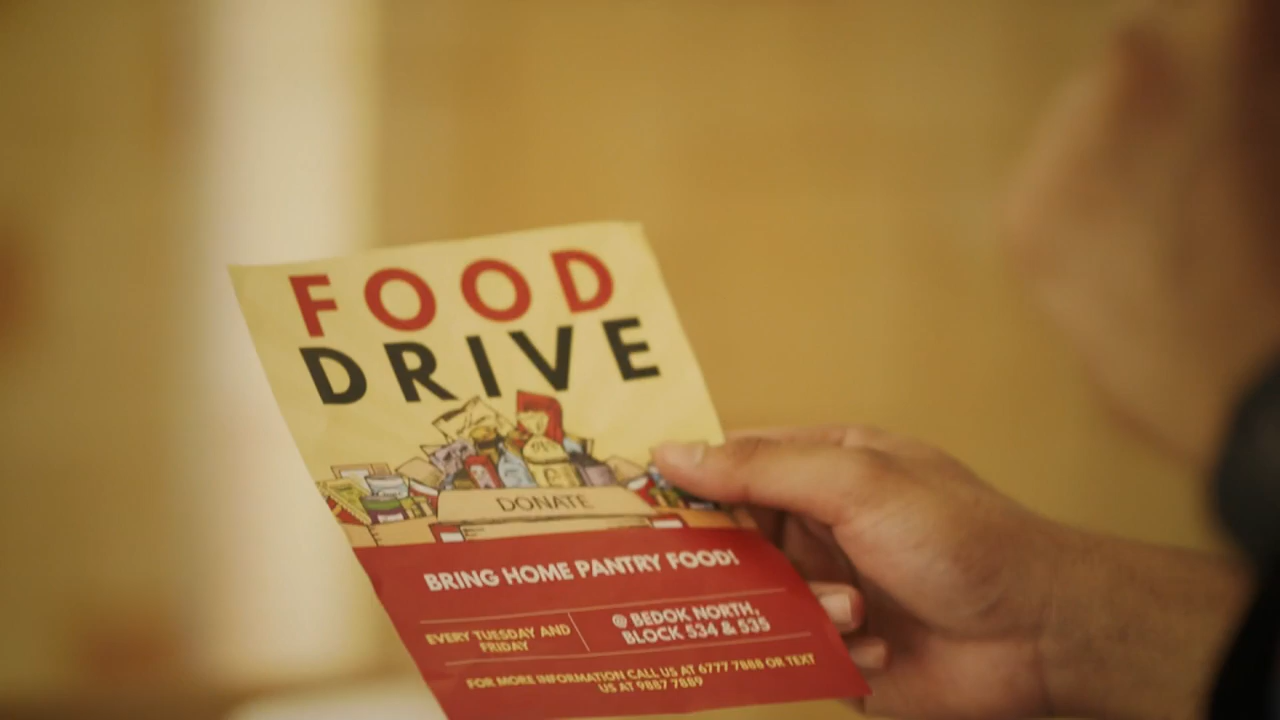 FOOD
DRIVE
DONATE
BRING HOME PANTRY FOOD!
EVERY TUESDAY AND
FRIDAY
@ BEDOK NORTH,
BLOCK 534 & 535
FOR MORE INFORMATION CALL US AT 6777 7888 OR TEXT
US AT 9887 7889